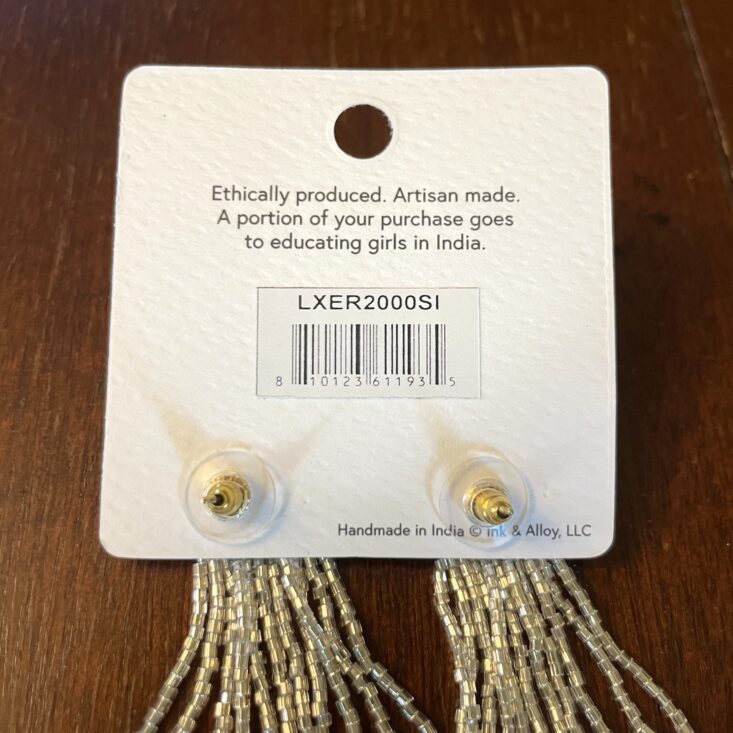 Ethically produced. Artisan made.
A portion of your purchase goes
to educating girls in India.
LXER2000SI
8 10123 61193 5
Handmade in India © ink & Alloy, LLC